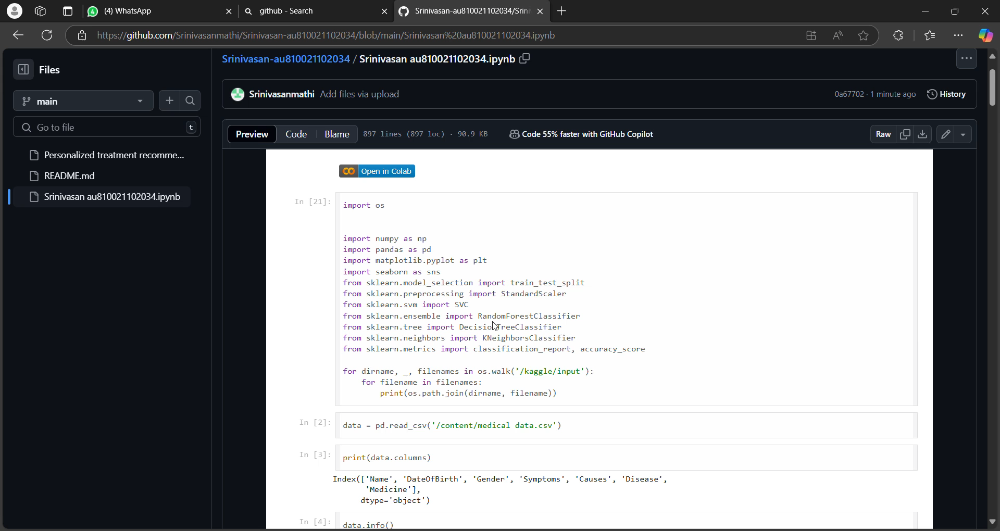 (4) WhatsApp
github - Search
Srinivasan-au810021102034/Srini
https://github.com/Srinivasanmathi/Srinivasan-au810021102034/blob/main/Srinivasan%20au810021102034.ipynb
Files
main
Go to file
t
Personalized treatment recomme...
README.md
Srinivasan au810021102034.ipynb
Srinivasan-au810021102034 / Srinivasan au810021102034.ipynb
Srinivasanmathi Add files via upload
0a67702 · 1 minute ago
History
Preview
Code
Blame
897 lines (897 loc) · 90.9 KB
Code 55% faster with GitHub Copilot
Raw
Open in Colab
In [21]:
import os
import numpy as np
import pandas as pd
import matplotlib.pyplot as plt
import seaborn as sns
from sklearn.model_selection import train_test_split
from sklearn.preprocessing import StandardScaler
from sklearn.svm import SVC
from sklearn.ensemble import RandomForestClassifier
from sklearn.tree import DecisionTreeClassifier
from sklearn.neighbors import KNeighborsClassifier
from sklearn.metrics import classification_report, accuracy_score
for dirname, _, filenames in os.walk('/kaggle/input'):
for filename in filenames:
print(os.path.join(dirname, filename))
In [2]:
data = pd.read_csv('/content/medical data.csv')
In [3]:
print(data.columns)
Index(['Name', 'DateOfBirth', 'Gender', 'Symptoms', 'Causes', 'Disease',
'Medicine'],
dtype='object')
In [4]:
data.info()